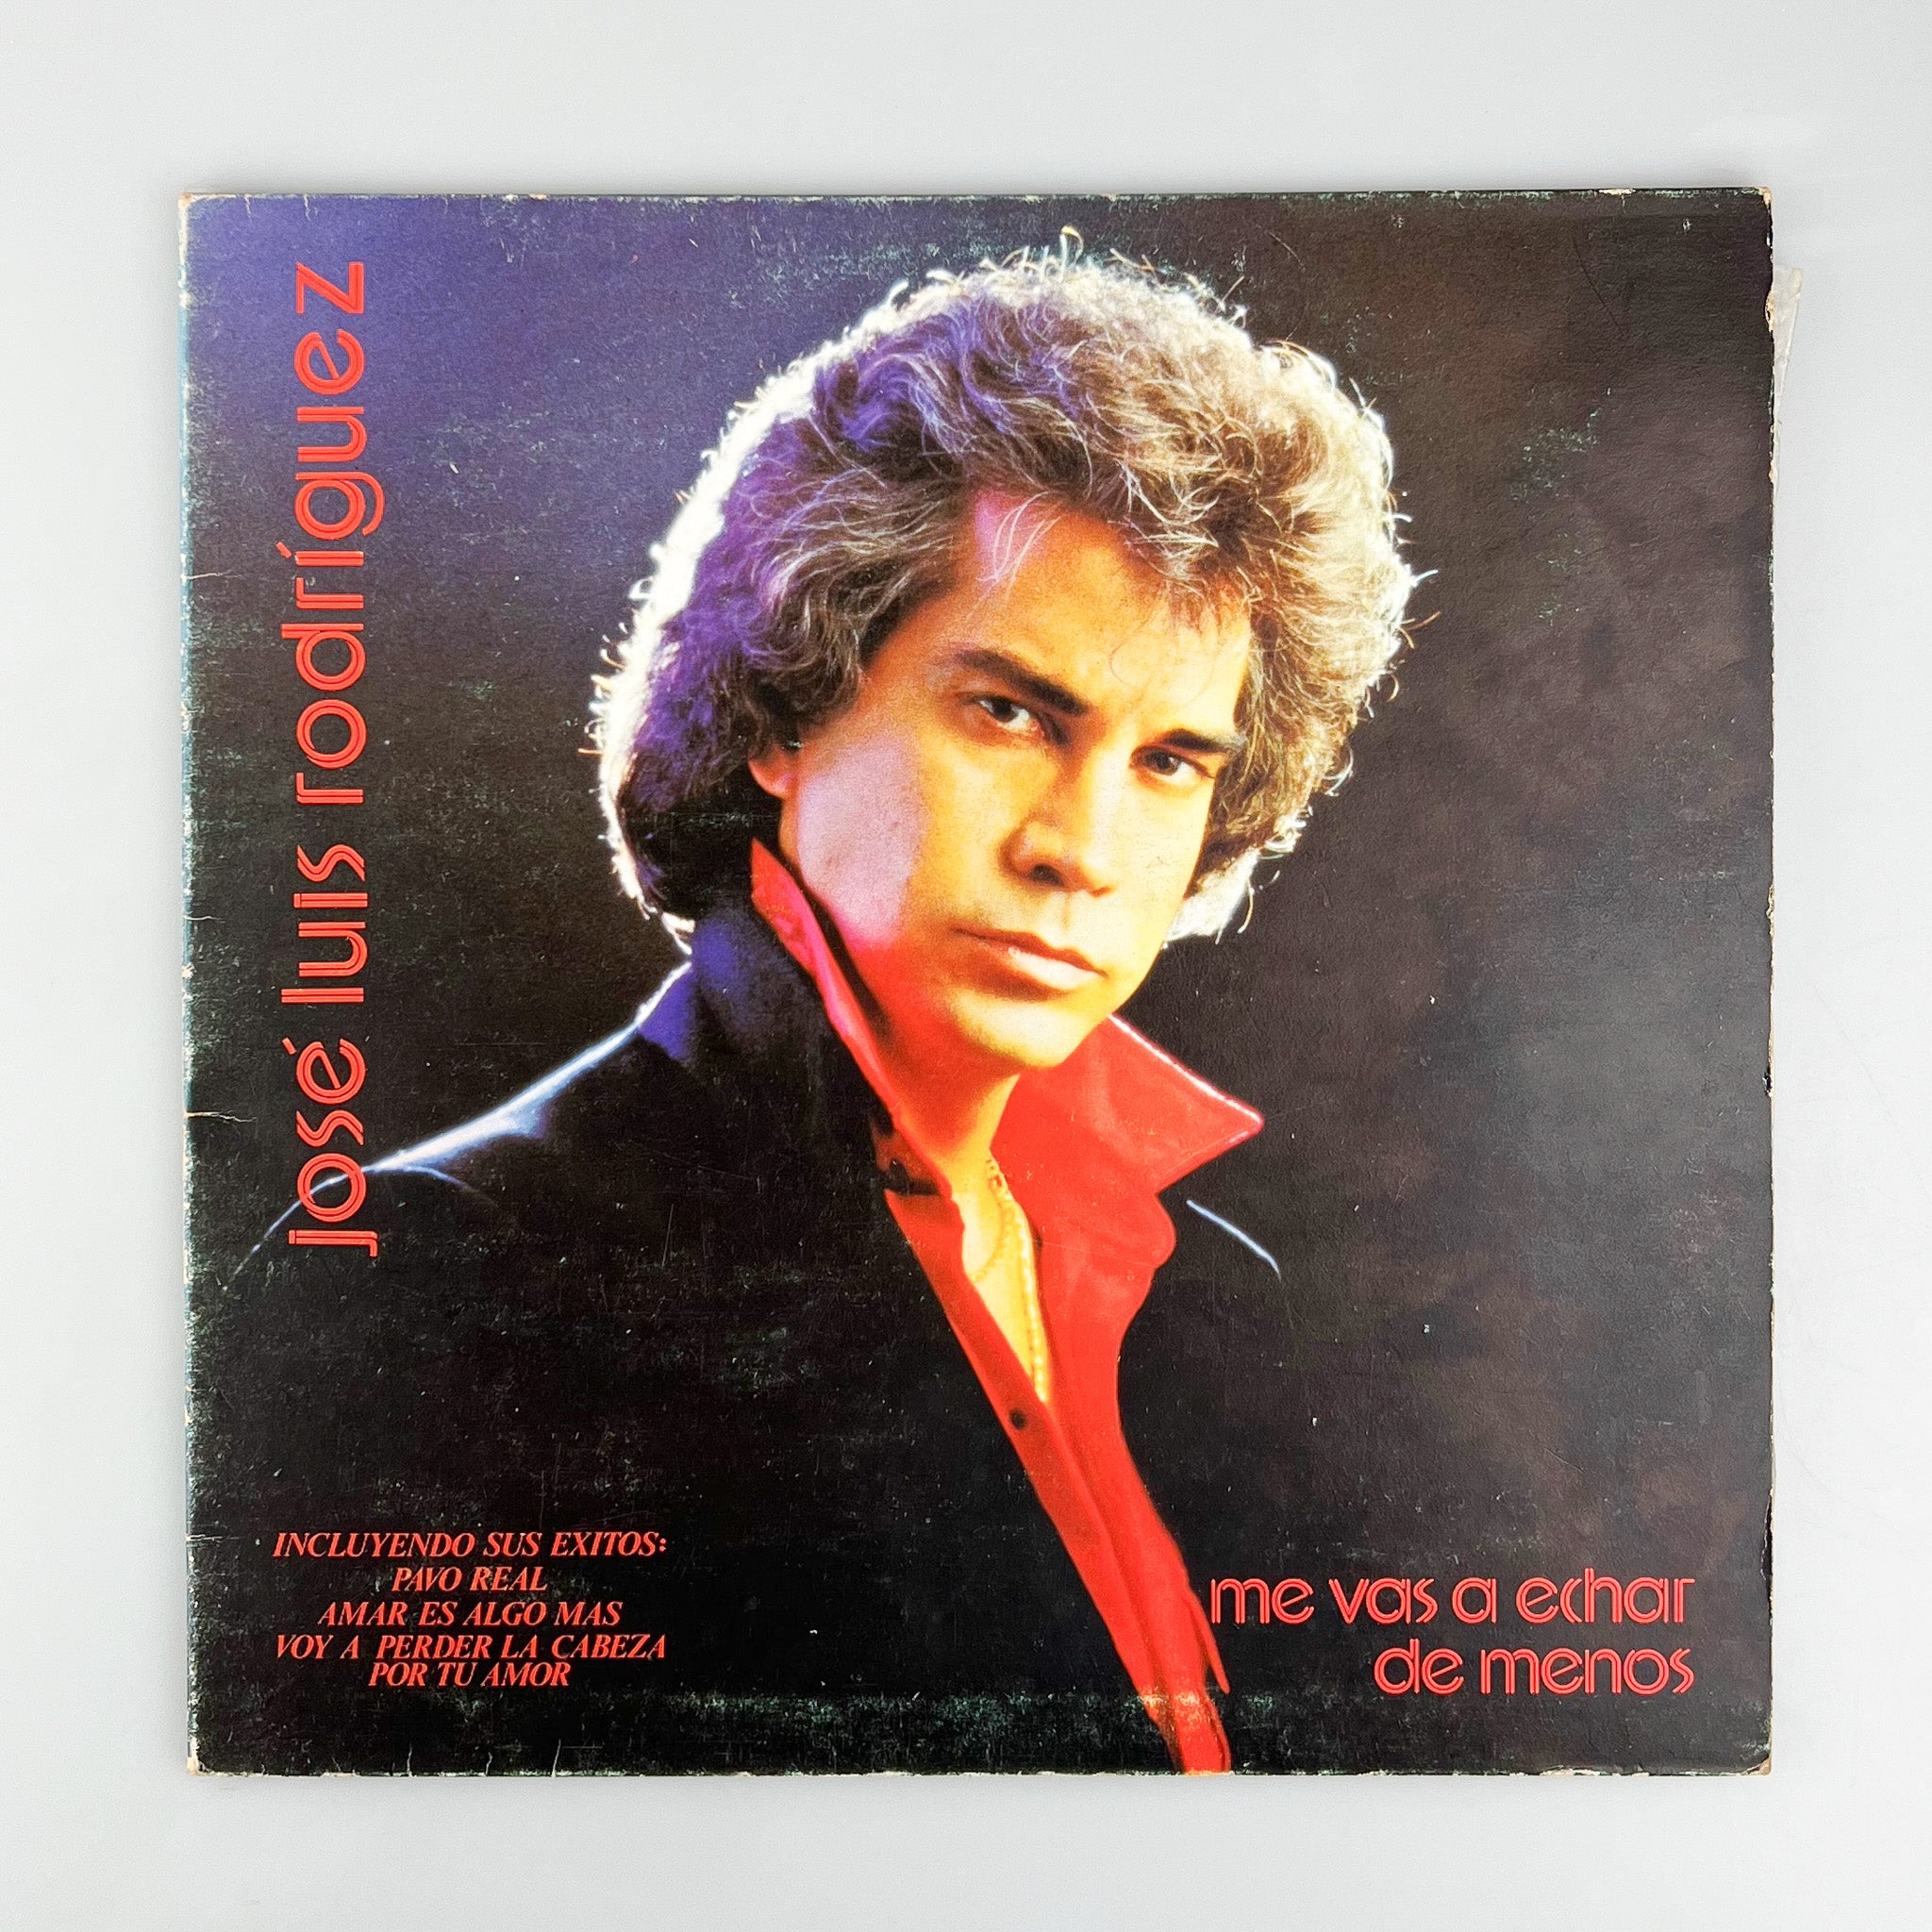 josé luis rodríguez
INCLUYENDO SUS EXITOS:
PAVO REAL
AMAR ES ALGO MAS
VOY A PERDER LA CABEZA
POR TU AMOR
me vas a echar
de menos